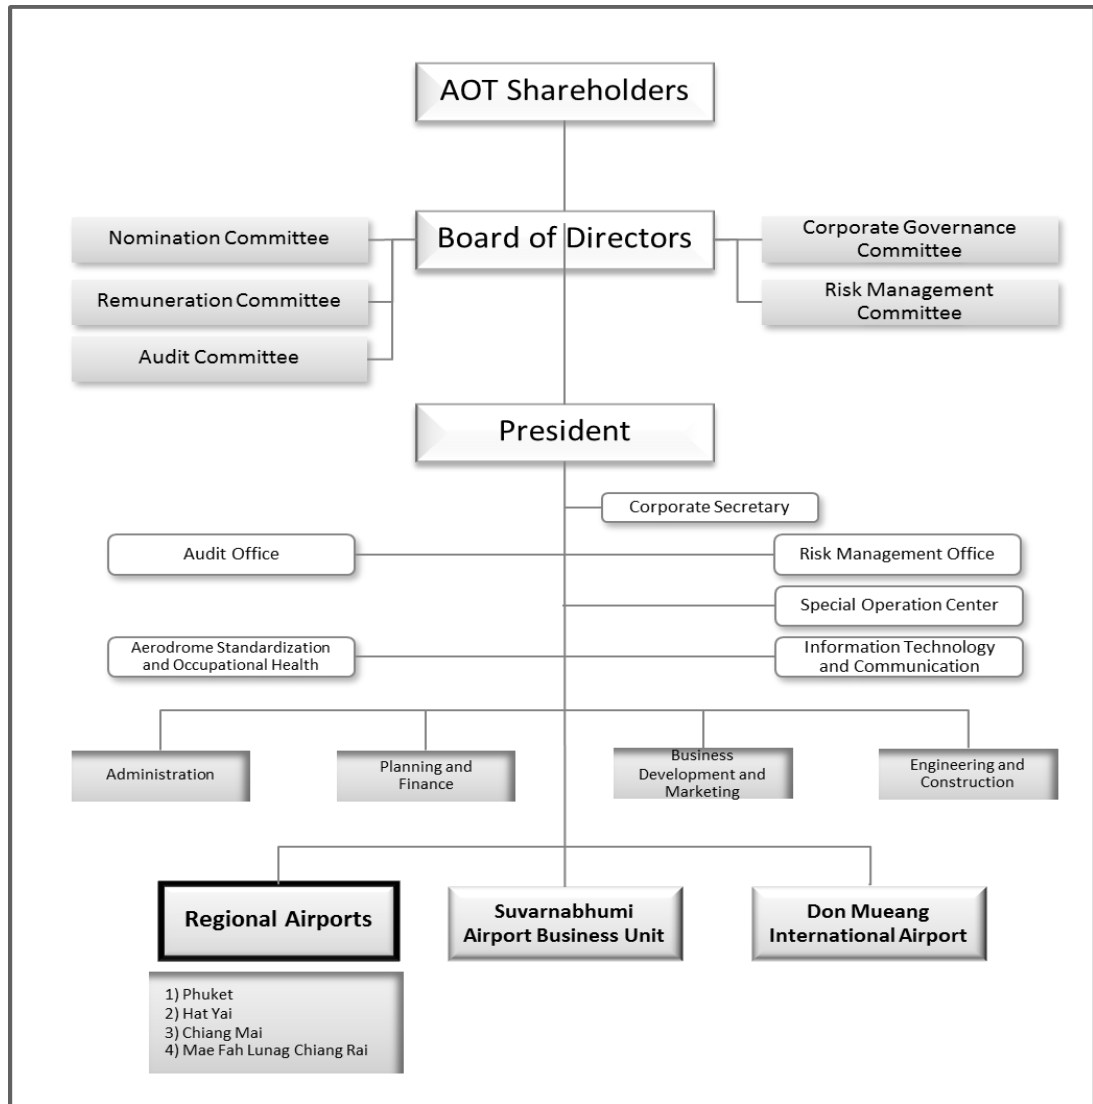 AOT Shareholders
Nomination Committee
Board of Directors
Corporate Governance
Committee
Remuneration Committee
Risk Management
Committee
Audit Committee
President
Corporate Secretary
Audit Office
Risk Management Office
Special Operation Center
Aerodrome Standardization
and Occupational Health
Information Technology
and Communication
Administration
Planning and
Finance
Business
Development and
Marketing
Engineering and
Construction
Regional Airports
Suvarnabhumi
Airport Business Unit
Don Mueang
International Airport
1) Phuket
2) Hat Yai
3) Chiang Mai
4) Mae Fah Lunag Chiang Rai